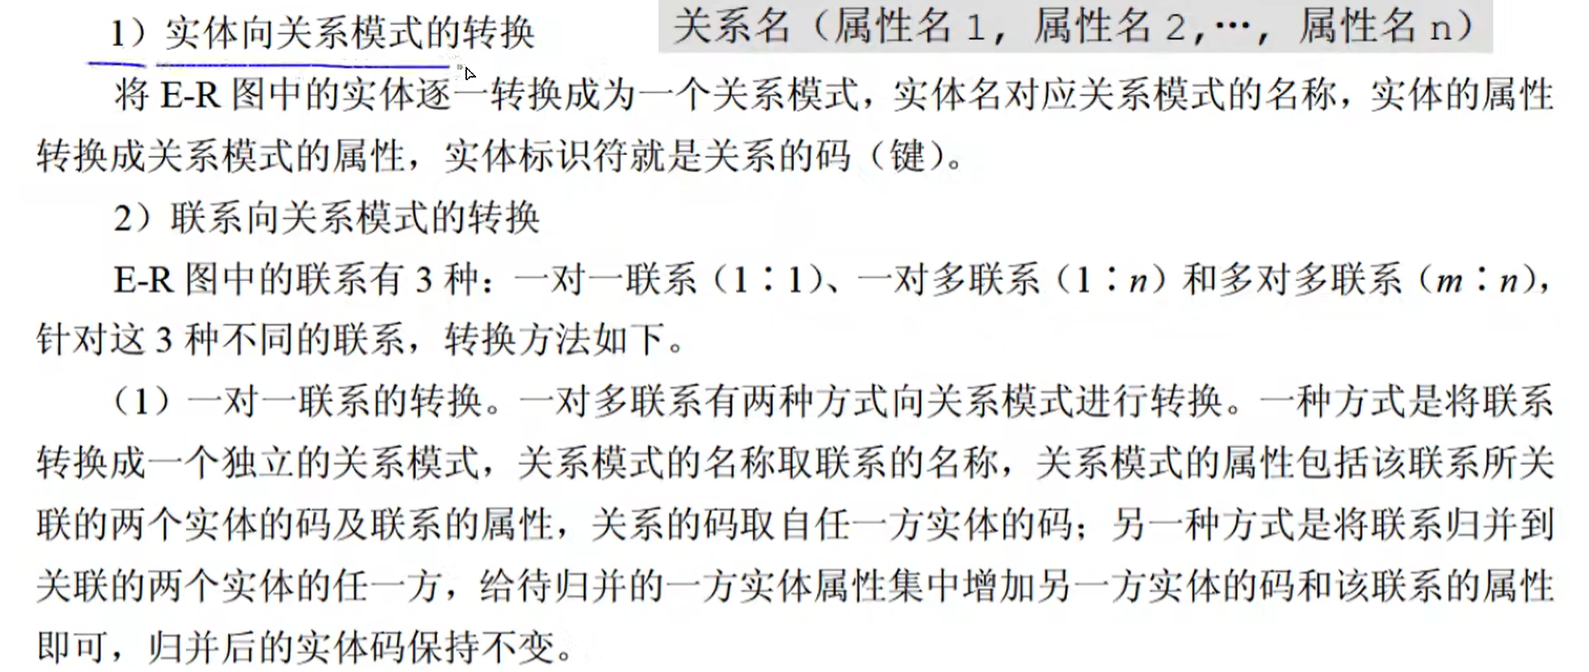 1）实体向关系模式的转换
关系名（属性名1，属性名2,…，属性名n）
将 E-R 图中的实体逐一转换成为一个关系模式，实体名对应关系模式的名称，实体的属性
转换成关系模式的属性，实体标识符就是关系的码（键）。
2）联系向关系模式的转换
E-R 图中的联系有 3 种：一对一联系（1∶1）、一对多联系（1∶n）和多对多联系（m∶n），
针对这 3 种不同的联系，转换方法如下。
（1）一对一联系的转换。一对多联系有两种方式向关系模式进行转换。一种方式是将联系
转换成一个独立的关系模式，关系模式的名称取联系的名称，关系模式的属性包括该联系所关
联的两个实体的码及联系的属性，关系的码取自任一方实体的码；另一种方式是将联系归并到
关联的两个实体的任一方，给待归并的一方实体属性集中增加另一方实体的码和该联系的属性
即可，归并后的实体码保持不变。